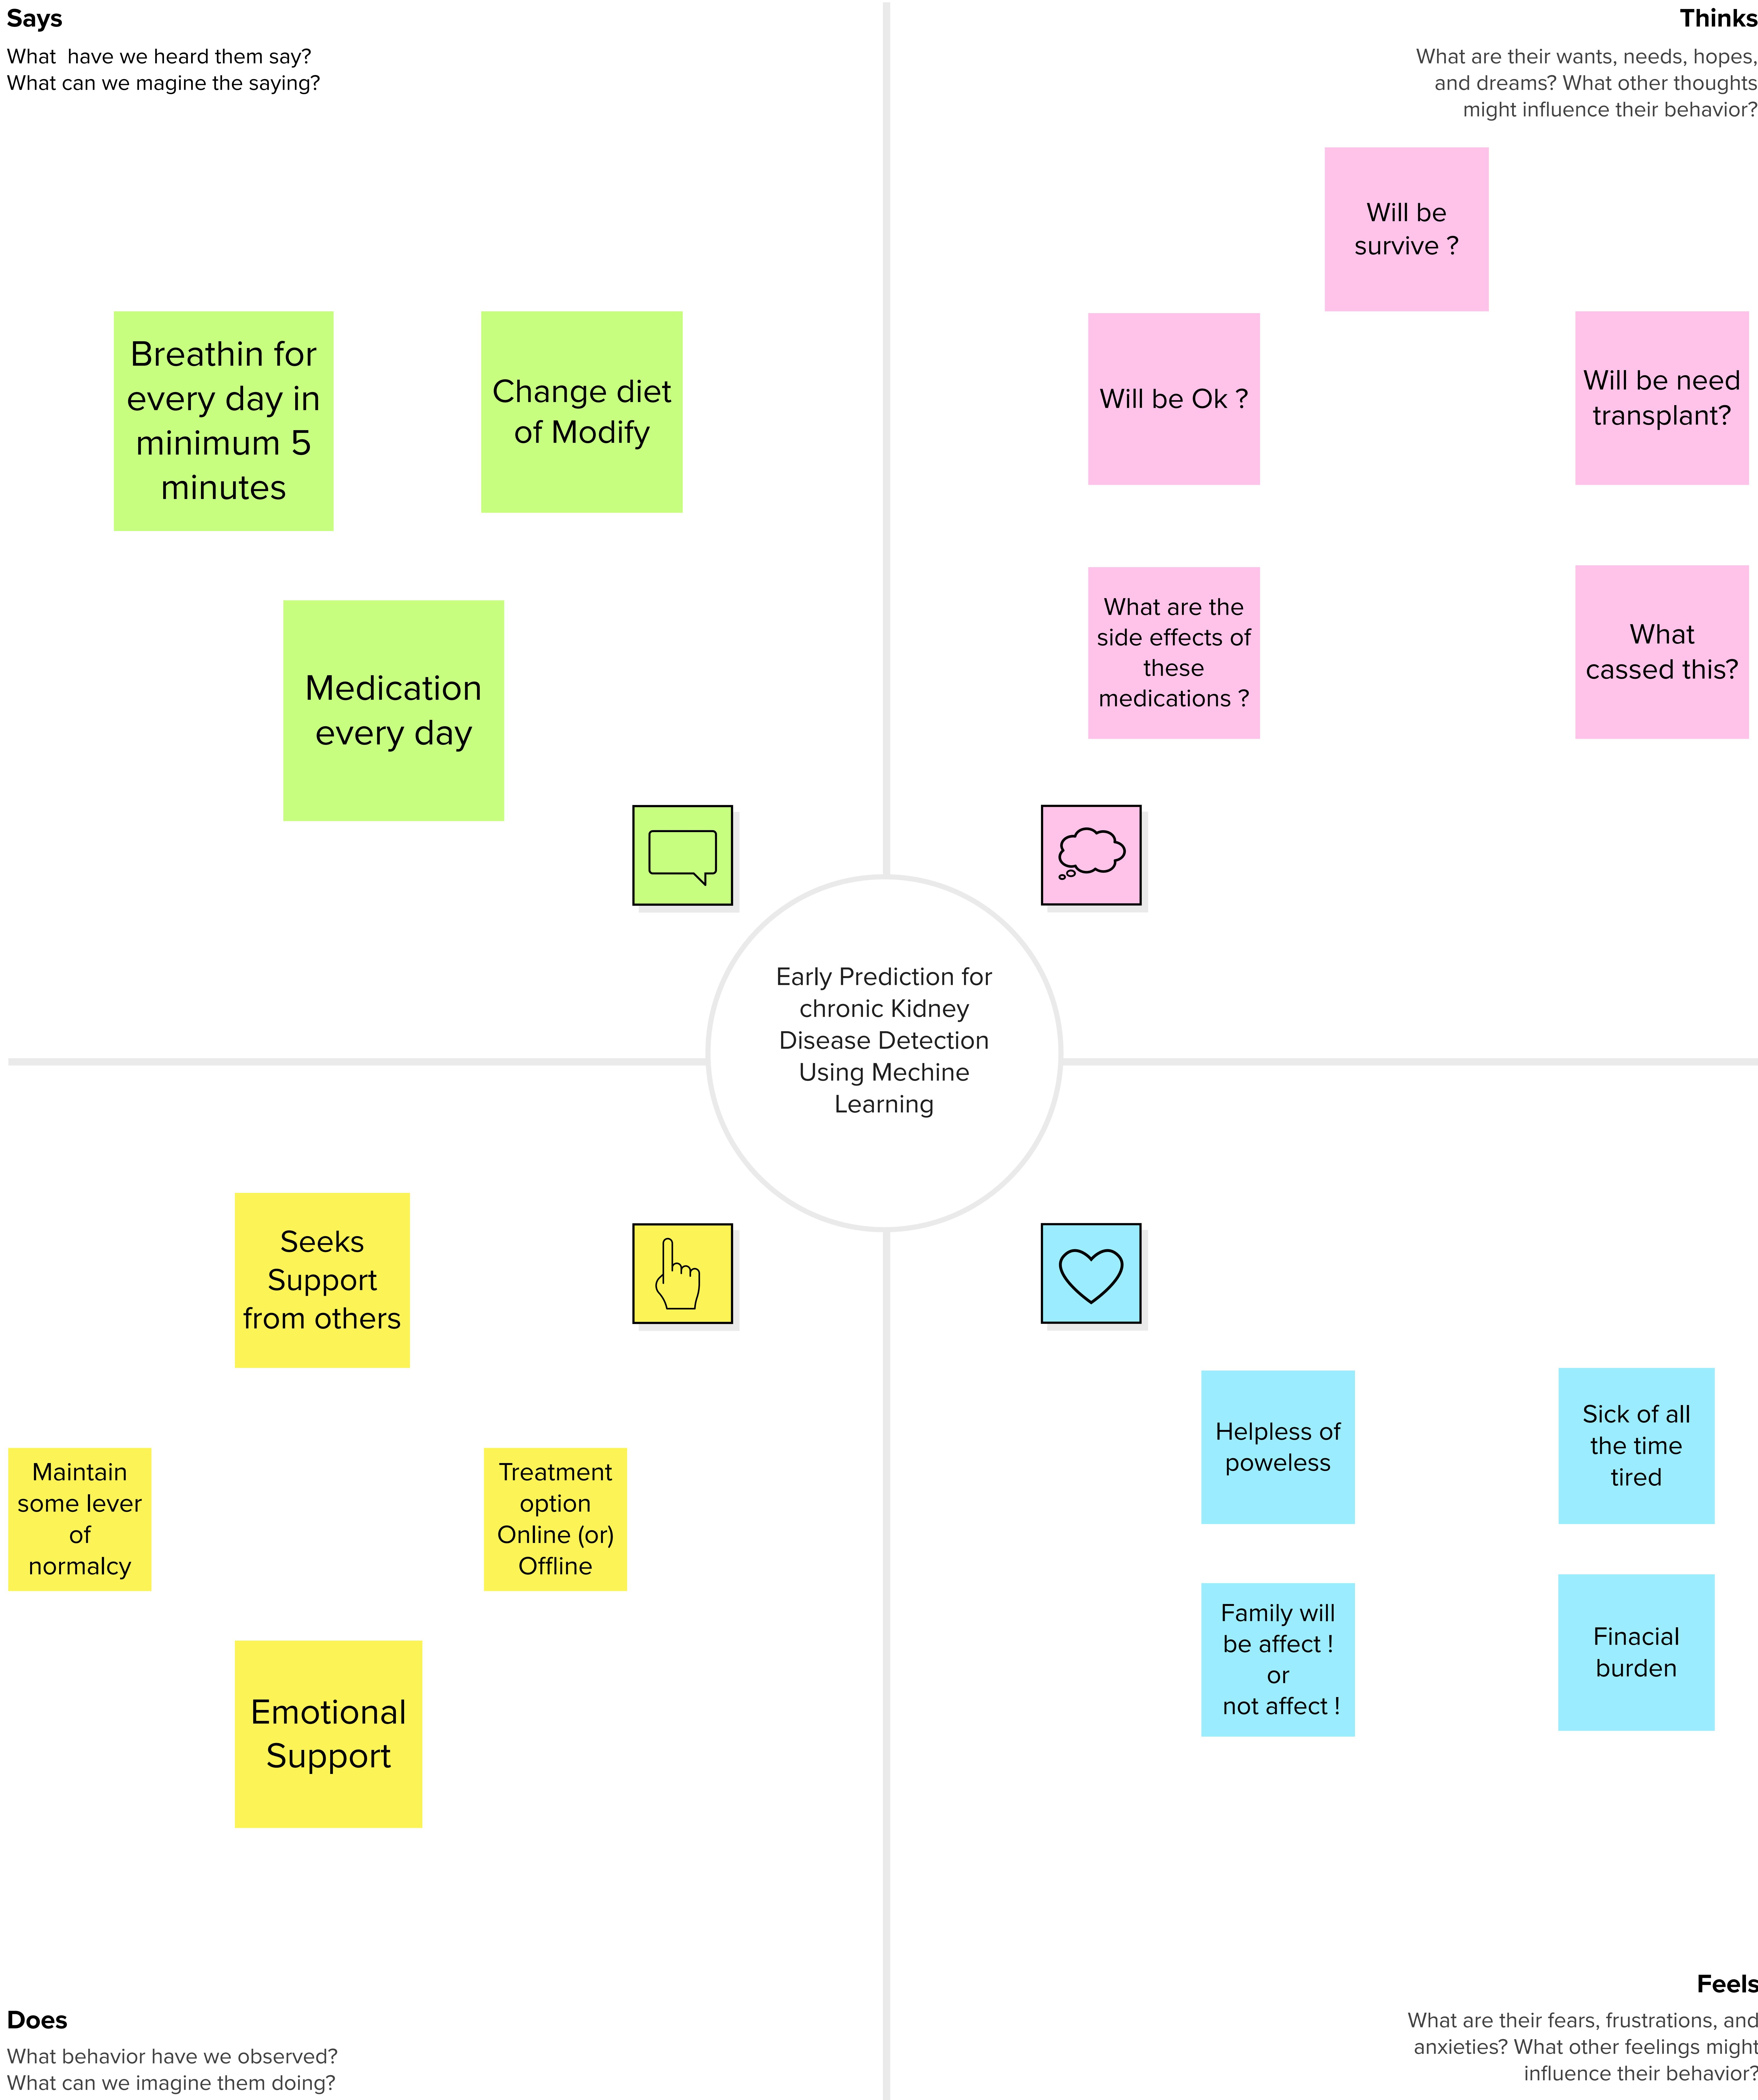 Says
What  have we heard them say?
What can we magine the saying?
Thinks
What are their wants, needs, hopes,
and dreams? What other thoughts
might influence their behavior?
Breathin for
every day in
minimum 5
minutes
Change diet
of Modify
Medication
every day
Will be
survive ?
Will be Ok ?
Will be need
transplant?
What are the
side effects of
these
medications ?
What
cassed this?
Early Prediction for
chronic Kidney
Disease Detection
Using Mechine
Learning
Seeks
Support
from others
Maintain
some lever
of
normalcy
Treatment
option
Online (or)
Offline
Emotional
Support
Helpless of
poweless
Sick of all
the time
tired
Family will
be affect !
or
not affect !
Finacial
burden
Does
What behavior have we observed?
What can we imagine them doing?
Feels
What are their fears, frustrations, and
anxieties? What other feelings might
influence their behavior?